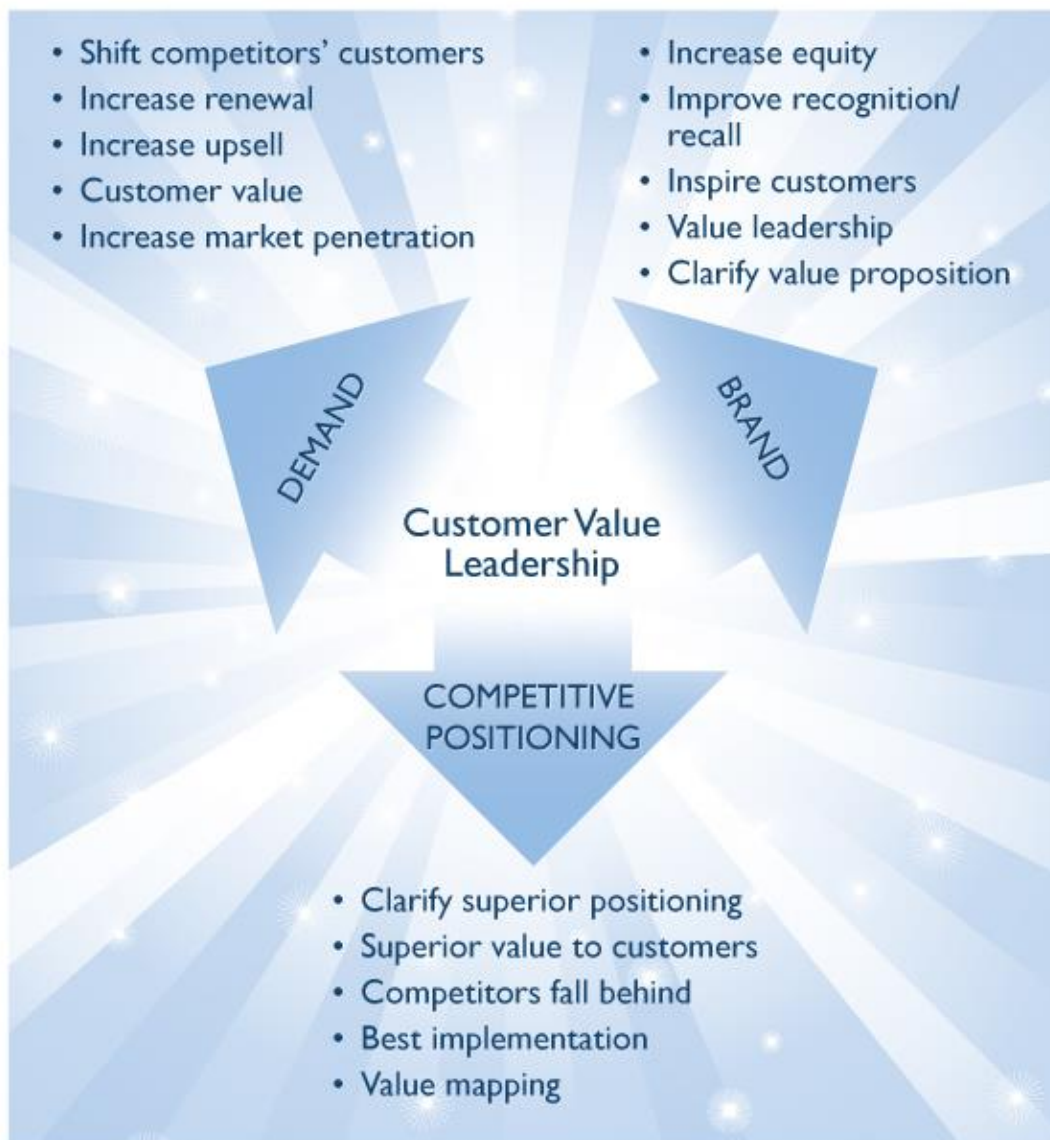 • Shift competitors' customers
• Increase renewal
• Increase upsell
• Customer value
• Increase market penetration
• Increase equity
• Improve recognition/
recall
• Inspire customers
• Value leadership
• Clarify value proposition
DEMAND
BRAND
Customer Value
Leadership
COMPETITIVE
POSITIONING
• Clarify superior positioning
• Superior value to customers
• Competitors fall behind
• Best implementation
• Value mapping